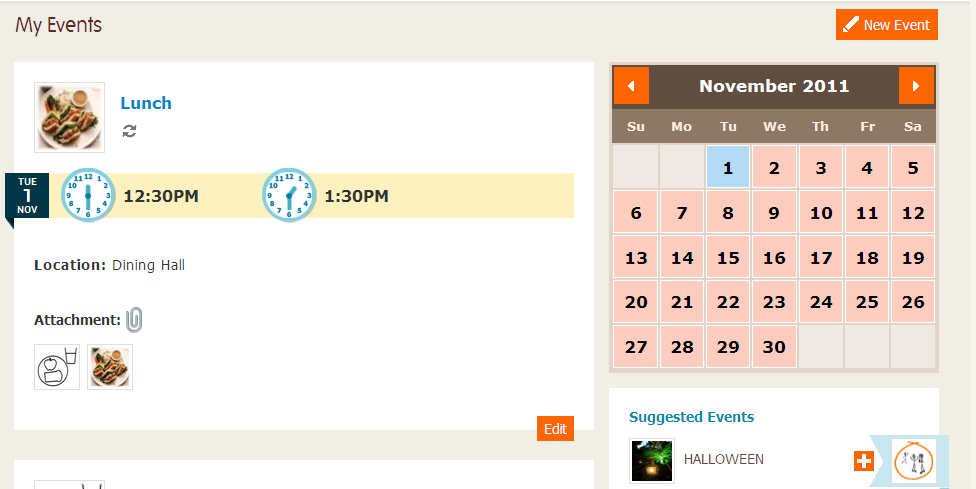 My Events
New Event
Lunch
TUE
1
NOV
12:30PM
1:30PM
Location: Dining Hall
Attachment:
Edit
November 2011
Su Mo Tu We Th Fr Sa
1 2 3 4 5
6 7 8 9 10 11 12
13 14 15 16 17 18 19
20 21 22 23 24 25 26
27 28 29 30
Suggested Events
HALLOWEEN